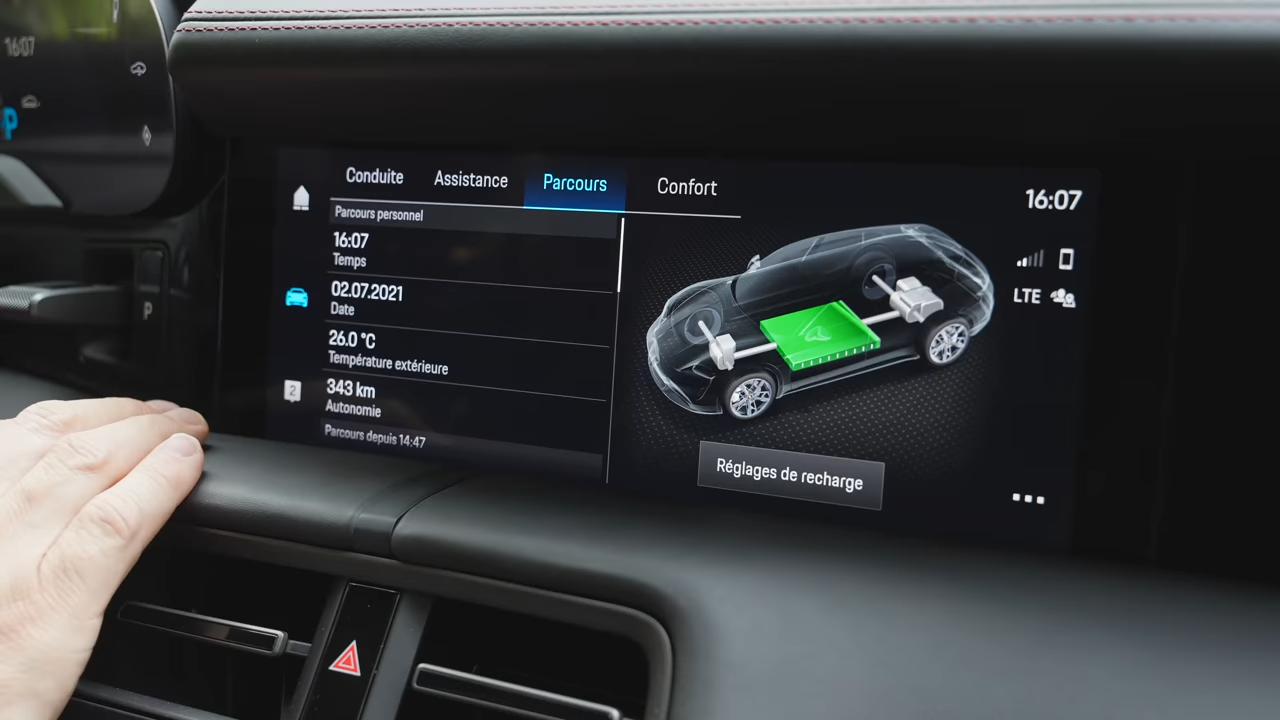 16:07
P
P
Conduite
Assistance
Parcours
Confort
Parcours personnel
16:07
Temps
02.07.2021
Date
26.0 °C
Température extérieure
343 km
Autonomie
Parcours depuis 14:47
2
Réglages de recharge
16:07
LTE